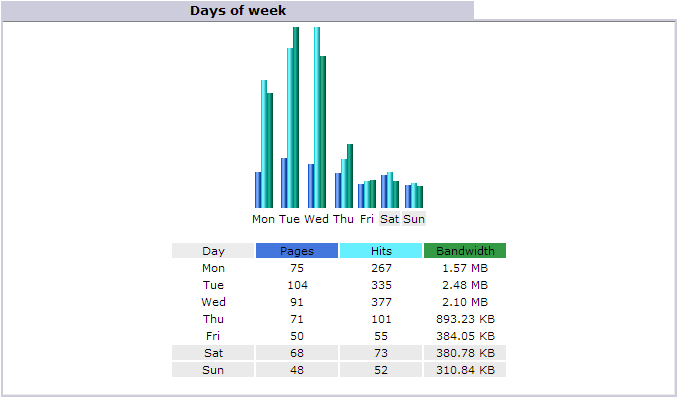 Days of week
Mon Tue Wed Thu Fri Sat Sun
Day Pages Hits Bandwidth
Mon 75 267 1.57 MB
Tue 104 335 2.48 MB
Wed 91 377 2.10 MB
Thu 71 101 893.23 KB
Fri 50 55 384.05 KB
Sat 68 73 380.78 KB
Sun 48 52 310.84 KB